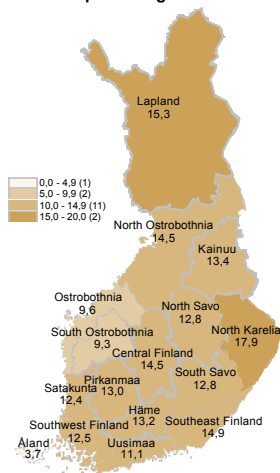 Lapland
15,3
0,0 - 4,9 (1)
5,0 - 9,9 (2)
10,0 - 14,9 (11)
15,0 - 20,0 (2)
North Ostrobothnia
14,5
Kainuu
13,4
Ostrobothnia
9,6
North Savo
12,8
North Karelia
17,9
South Ostrobothnia
9,3
Central Finland
14,5
South Savo
12,8
Pirkanmaa
13,0
Satakunta
12,4
Häme
13,2
Southeast Finland
14,9
Southwest Finland
12,5
Uusimaa
11,1
Åland
3,7